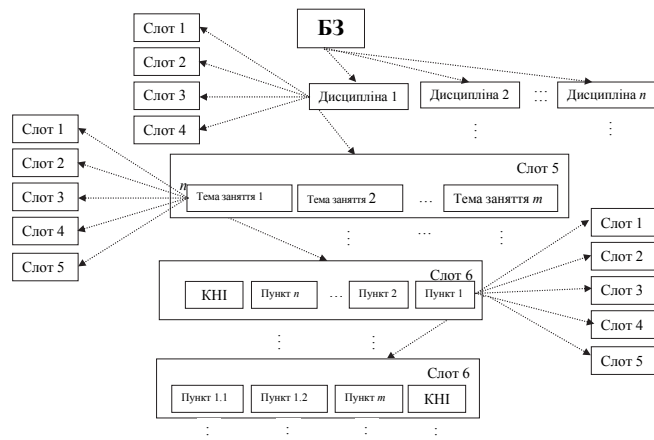 БЗ
Слот 1
Слот 2
Слот 3
Слот 4
Дисципліна 1
Дисципліна 2
...
Дисципліна n
Слот 1
Слот 2
Слот 3
Слот 4
Слот 5
Слот 5
n
Тема заняття 1
Тема заняття 2
...
Тема заняття m
...
Слот 6
КНІ
Пункт n
...
Пункт 2
Пункт 1
Слот 1
Слот 2
Слот 3
Слот 4
Слот 5
Слот 6
Пункт 1.1
Пункт 1.2
Пункт m
КНІ